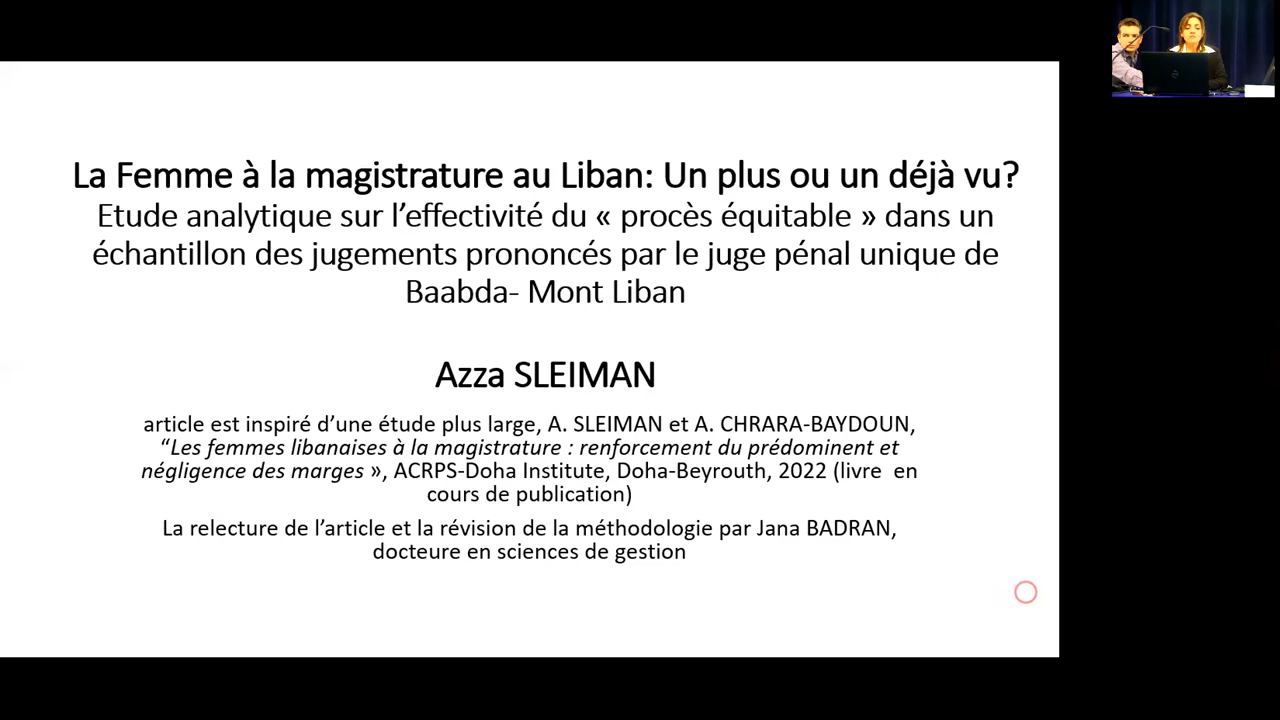 La Femme à la magistrature au Liban: Un plus ou un déjà vu?
Etude analytique sur l’effectivité du « procès équitable » dans un
échantillon des jugements prononcés par le juge pénal unique de
Baabda- Mont Liban
Azza SLEIMAN
article est inspiré d’une étude plus large, A. SLEIMAN et A. CHRARA-BAYDOUN,
“Les femmes libanaises à la magistrature : renforcement du prédominent et
négligence des marges », ACRPS-Doha Institute, Doha-Beyrouth, 2022 (livre en
cours de publication)
La relecture de l’article et la révision de la méthodologie par Jana BADRAN,
docteure en sciences de gestion